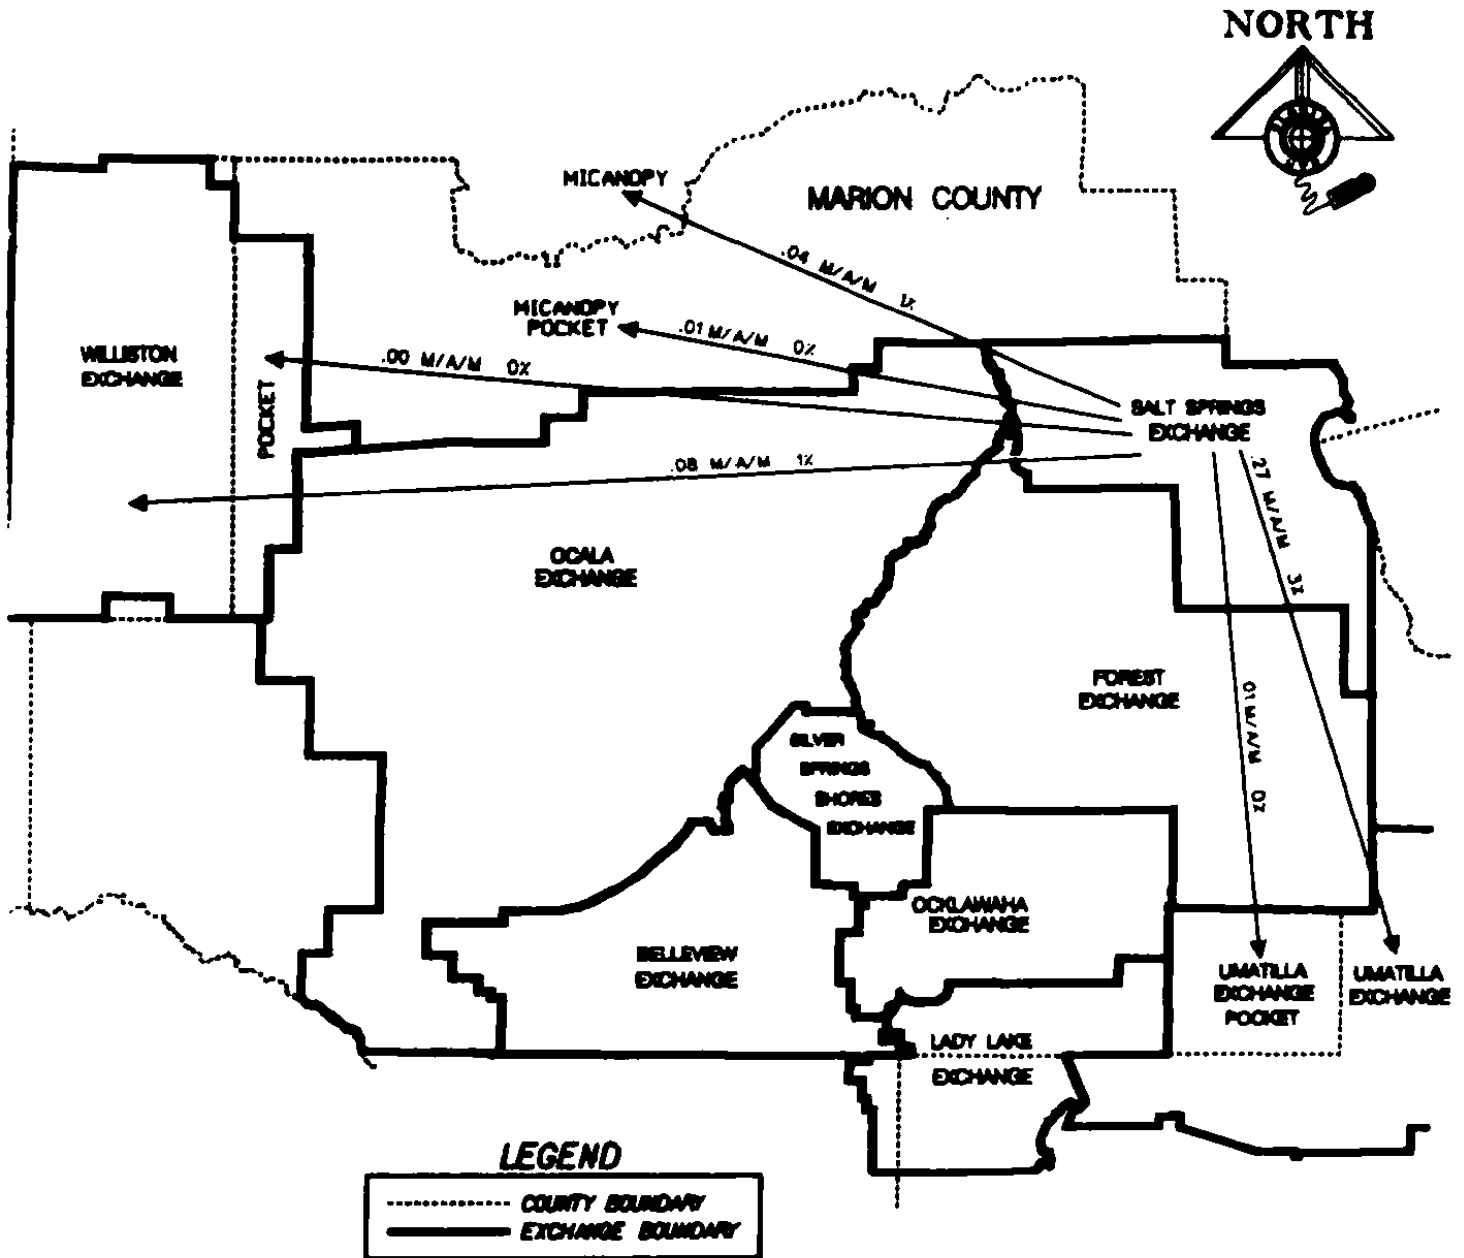 NORTH
MICANOPY
MARION COUNTY
.04 M/A/M 1%
MICANOPY
POCKET
.01 M/A/M 0%
WILLISTON
EXCHANGE
.00 M/A/M 0%
POCKET
SALT SPRINGS
EXCHANGE
.08 M/A/M 1%
.27 M/A/M 3%
OCALA
EXCHANGE
FOREST
EXCHANGE
.01 M/A/M 0%
SILVER
SPRINGS
SHORES
EXCHANGE
OCKLAWAHA
EXCHANGE
BELLEVIEW
EXCHANGE
UMATILLA
EXCHANGE
POCKET
UMATILLA
EXCHANGE
LADY LAKE
EXCHANGE
LEGEND
COUNTY BOUNDARY
EXCHANGE BOUNDARY